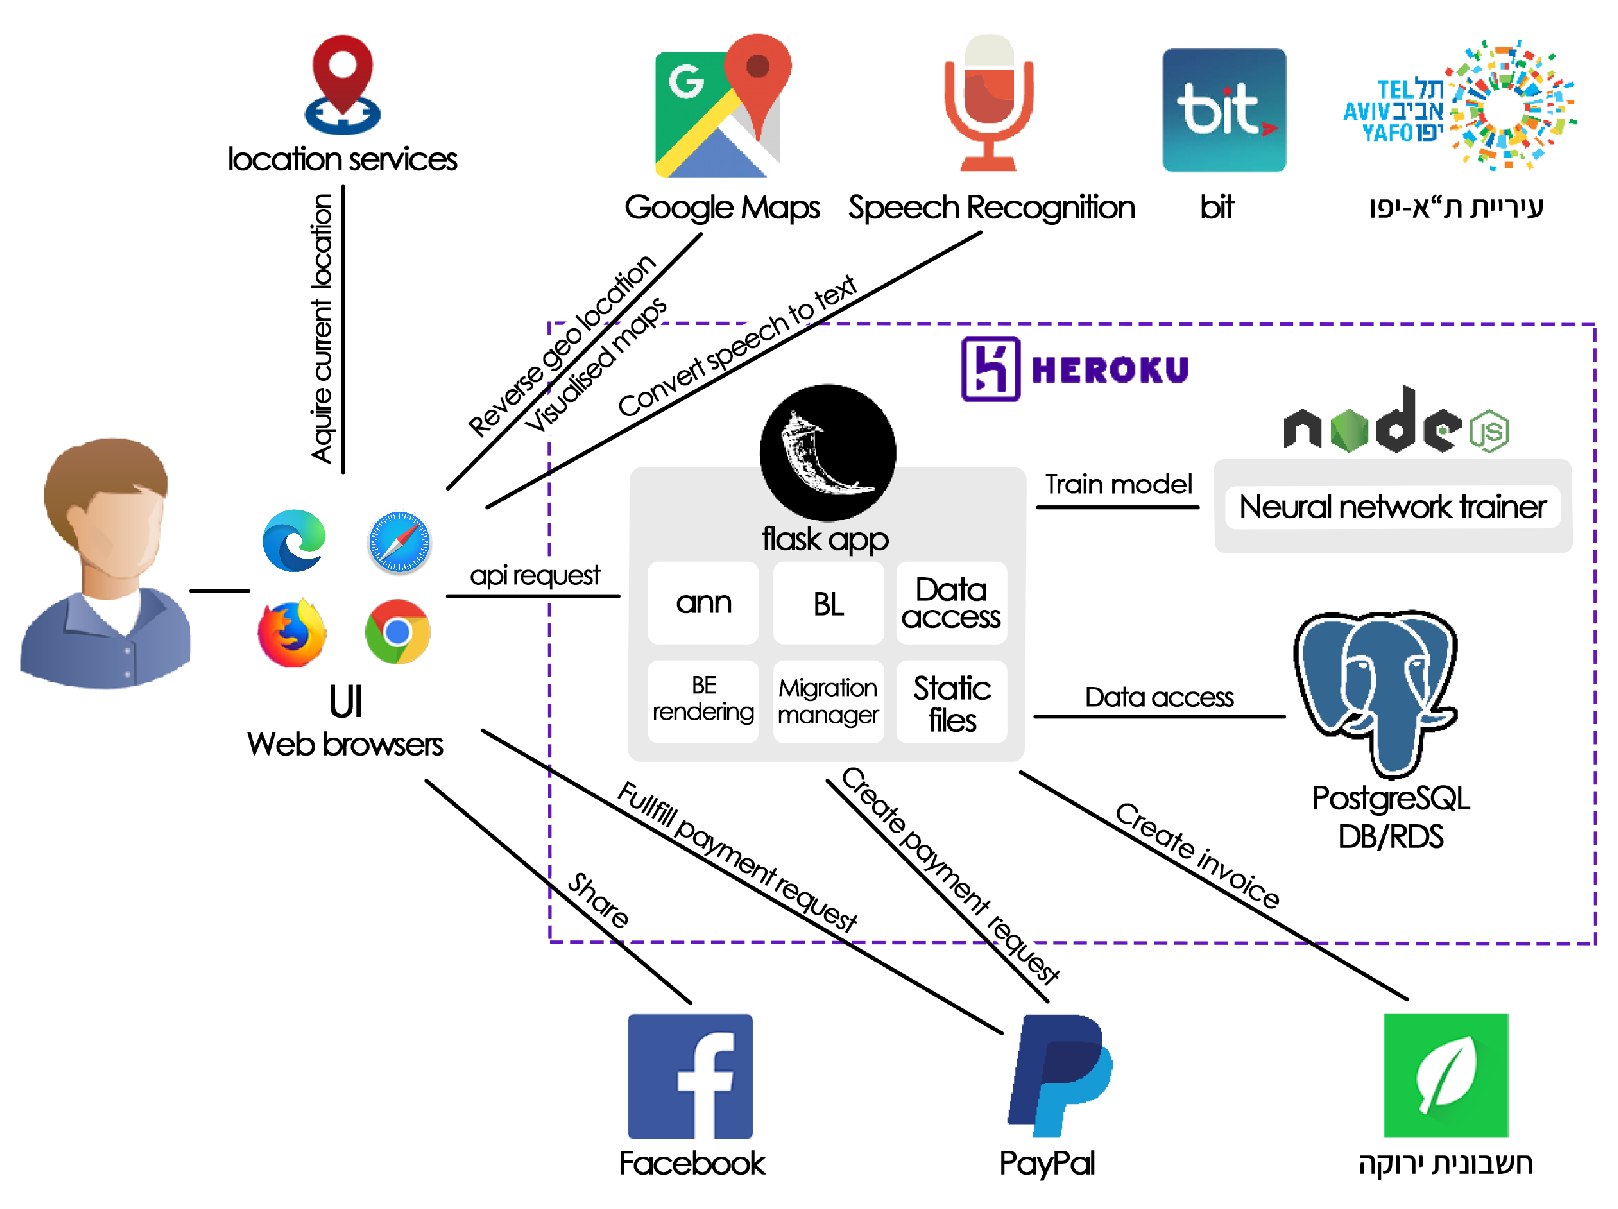 location services
G
Google Maps
Speech Recognition
bit
bit
TEL תל
AVIV אביב
YAFO יפו
עיריית ת"א-יפו
Aquire current location
Reverse geo location
Visualised maps
Convert speech to text
HEROKU
node
JS
Train model
Neural network trainer
flask app
api request
ann
BL
Data
access
BE
rendering
Migration
manager
Static
files
Data access
PostgreSQL
DB/RDS
UI
Web browsers
Fullfill payment request
Create payment request
Create invoice
Share
Facebook
PayPal
חשבונית ירוקה